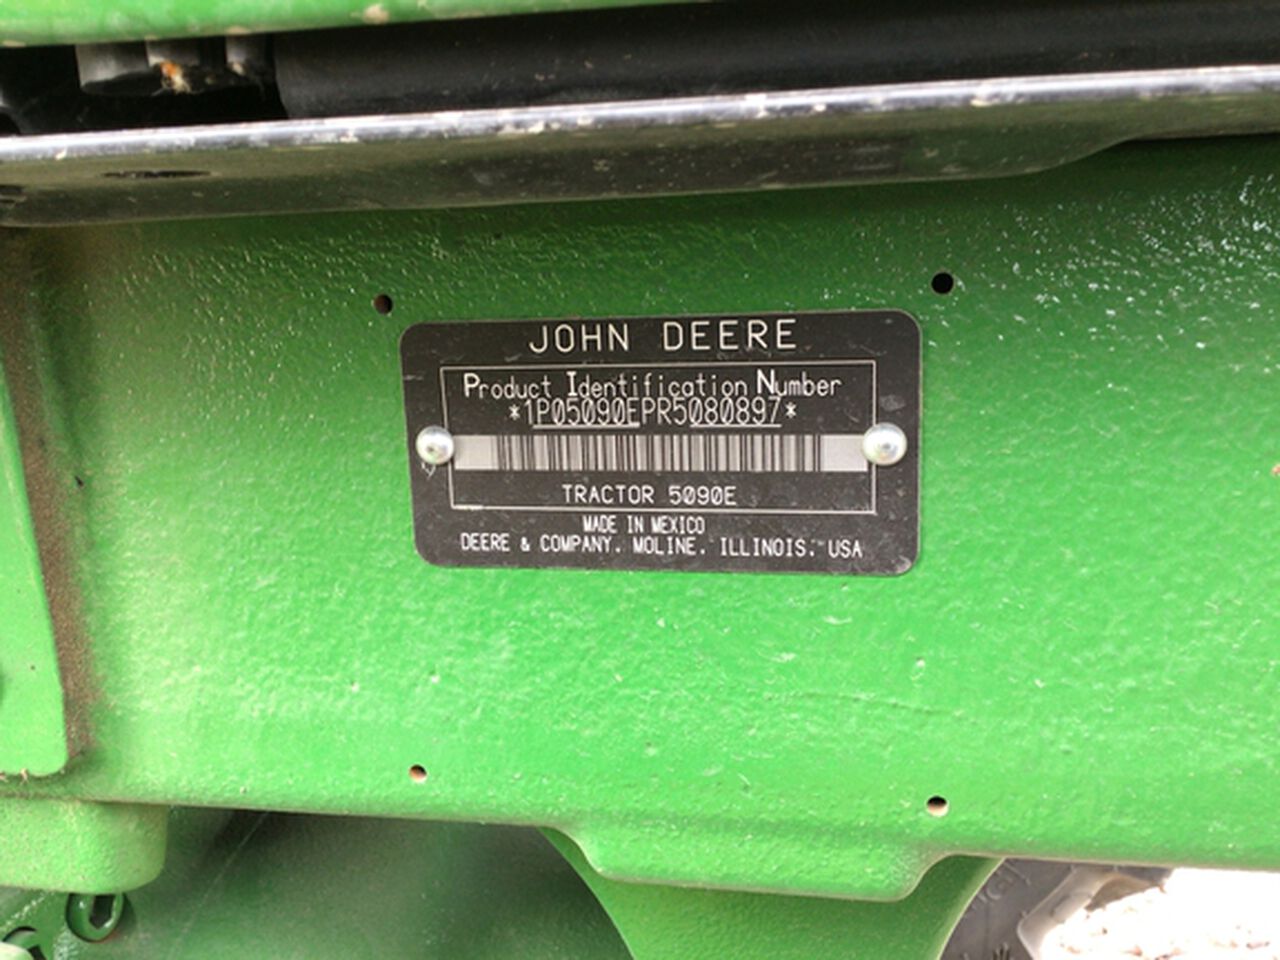 JOHN DEERE
Product Identification Number
*1P05090EPR5080897*
TRACTOR 5090E
MADE IN MEXICO
DEERE & COMPANY. MOLINE. ILLINOIS. USA